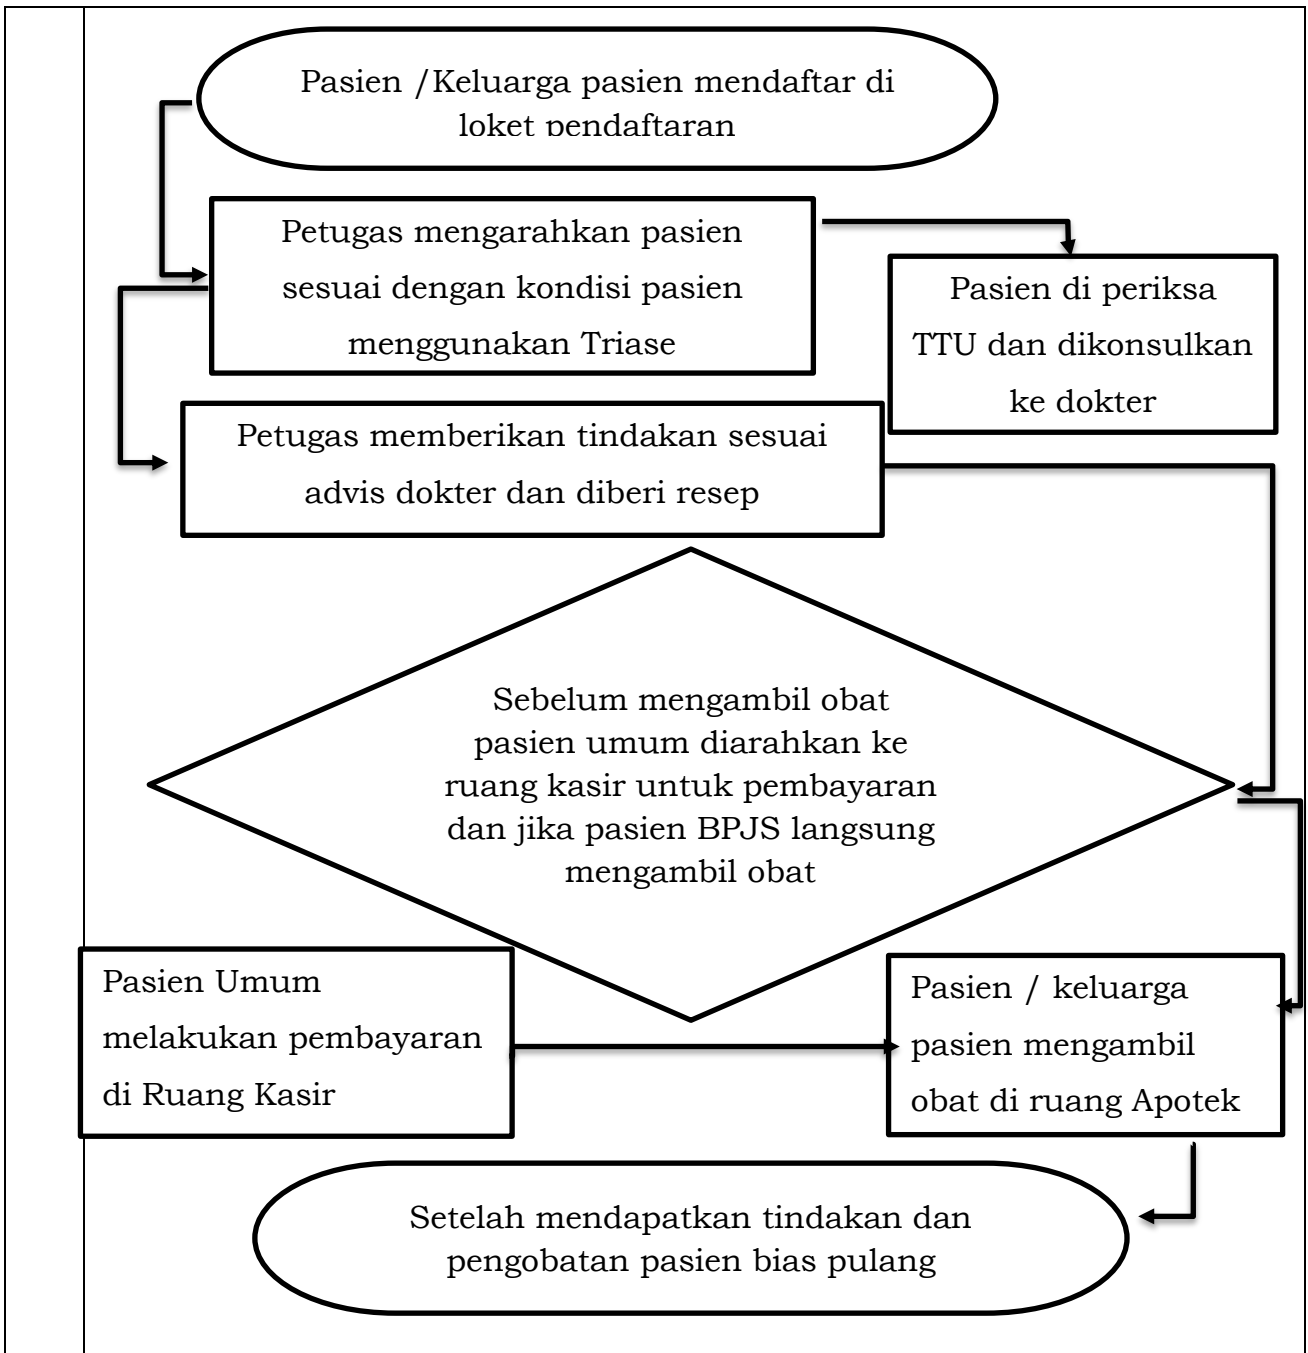 Pasien /Keluarga pasien mendaftar di
loket pendaftaran
Petugas mengarahkan pasien
sesuai dengan kondisi pasien
menggunakan Triase
Pasien di periksa
TTU dan dikonsulkan
ke dokter
Petugas memberikan tindakan sesuai
advis dokter dan diberi resep
Sebelum mengambil obat
pasien umum diarahkan ke
ruang kasir untuk pembayaran
dan jika pasien BPJS langsung
mengambil obat
Pasien Umum
melakukan pembayaran
di Ruang Kasir
Pasien / keluarga
pasien mengambil
obat di ruang Apotek
Setelah mendapatkan tindakan dan
pengobatan pasien bias pulang